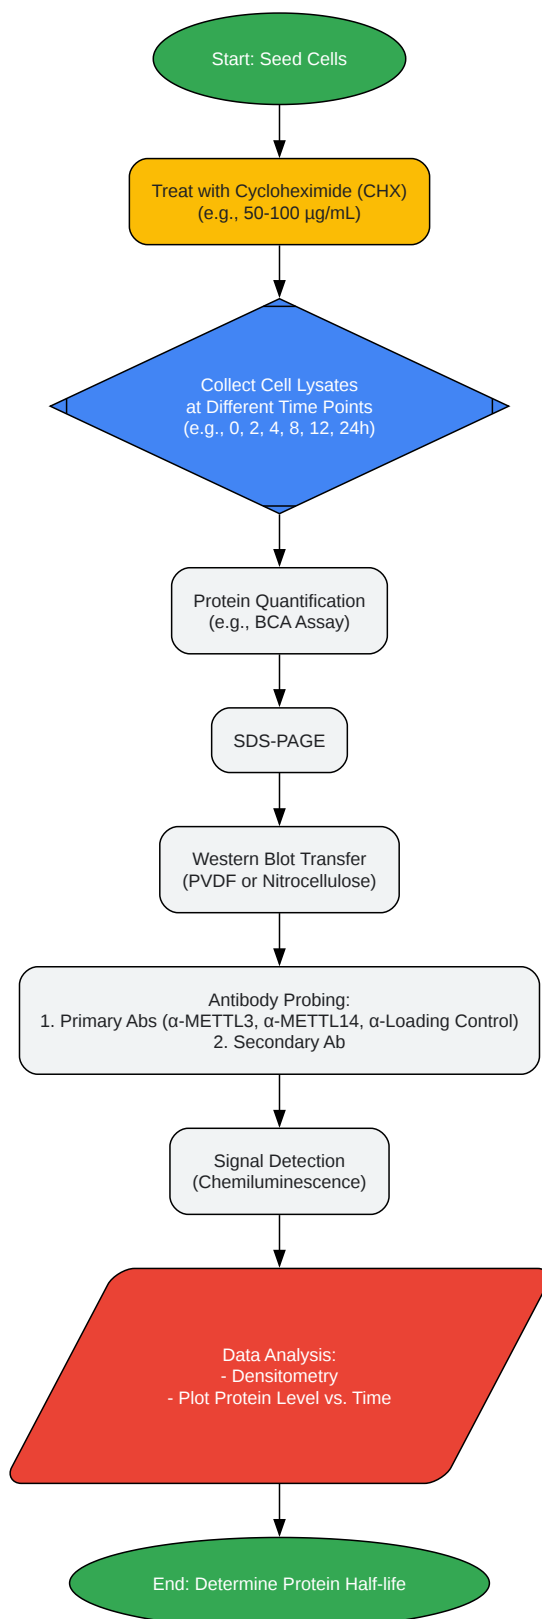 Start: Seed Cells
Treat with Cycloheximide (CHX)
(e.g., 50-100 µg/mL)
Collect Cell Lysates
at Different Time Points
(e.g., 0, 2, 4, 8, 12, 24h)
Protein Quantification
(e.g., BCA Assay)
SDS-PAGE
Western Blot Transfer
(PVDF or Nitrocellulose)
Antibody Probing:
1. Primary Abs (α-METTL3, α-METTL14, α-Loading Control)
2. Secondary Ab
Signal Detection
(Chemiluminescence)
Data Analysis:
- Densitometry
- Plot Protein Level vs. Time
End: Determine Protein Half-life